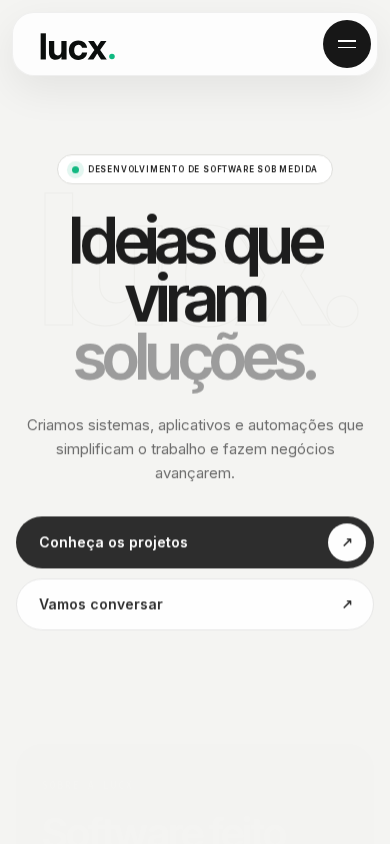 lucx.
DESENVOLVIMENTO DE SOFTWARE SOB MEDIDA
Ideias que
viram
soluções.
Criamos sistemas, aplicativos e automações que
simplificam o trabalho e fazem negócios
avançarem.
Conheça os projetos ↗
Vamos conversar ↗